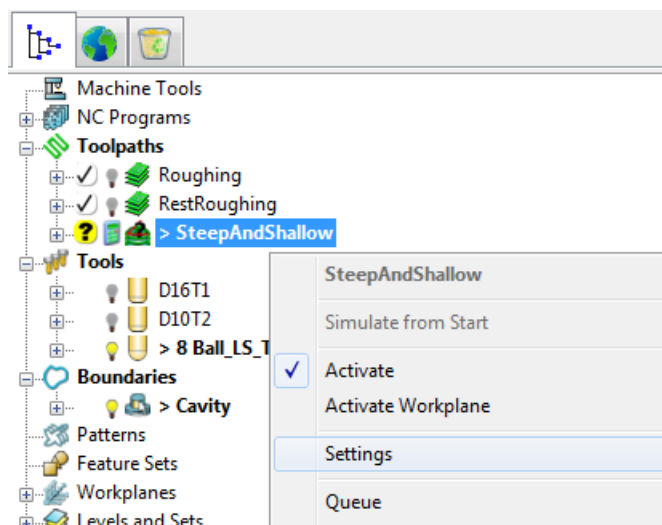 Machine Tools
NC Programs
Toolpaths
Roughing
RestRoughing
> SteepAndShallow
Tools
D16T1
D10T2
> 8 Ball_LS_T
Boundaries
> Cavity
Patterns
Feature Sets
Workplanes
Levels and Sets
SteepAndShallow
Simulate from Start
Activate
Activate Workplane
Settings
Queue